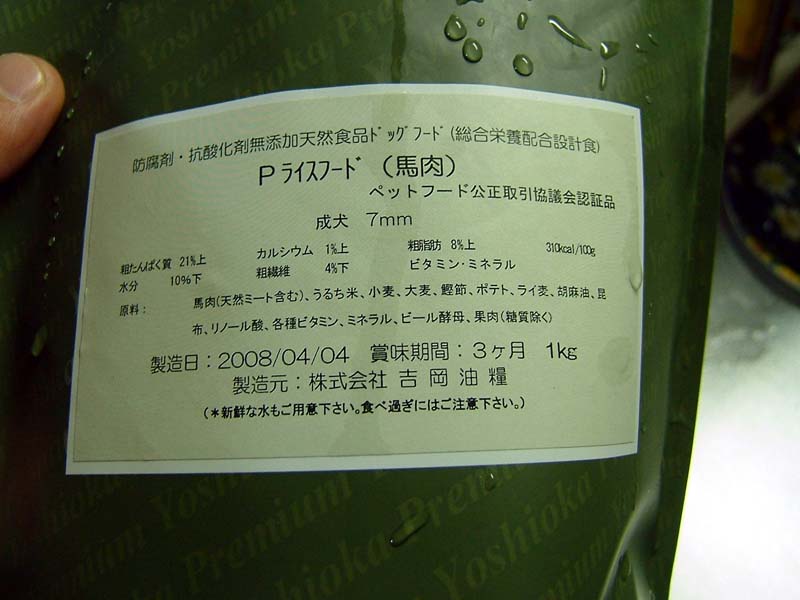 防腐剤・抗酸化剤無添加天然食品ﾄﾞｯｸﾞﾌｰﾄﾞ(総合栄養配合設計食)
Pﾗｲｽﾌｰﾄﾞ(馬肉)
ペットフード公正取引協議会認証品
成犬 7mm
粗たんぱく質 21%上 カルシウム 1%上 粗脂肪 8%上 310kcal/100g
水分 10%下 粗繊維 4%下 ビタミン・ミネラル
原料: 馬肉(天然ミート含む)、うるち米、小麦、大麦、鰹節、ポテト、ライ麦、胡麻油、昆
布、リノール酸、各種ビタミン、ミネラル、ビール酵母、果肉(糖質除く)
製造日:2008/04/04 賞味期間:3ヶ月 1kg
製造元:株式会社 吉岡油糧
(*新鮮な水もご用意下さい。食べ過ぎにはご注意下さい。)
Premium Yoshioka Premium